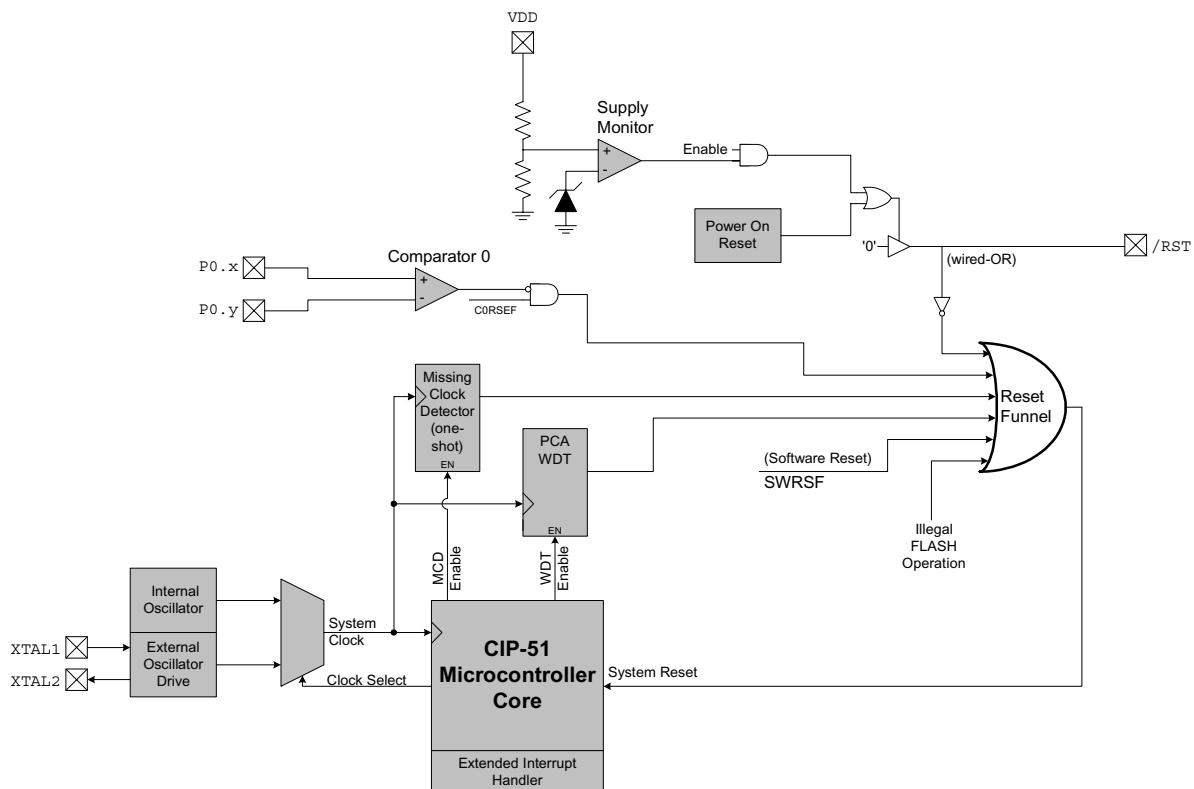 VDD
Supply
Monitor
+
-
Enable
Power On
Reset
'0'
/RST
(wired-OR)
P0.x
P0.y
Comparator 0
+
-
C0RSEF
Missing
Clock
Detector
(one-
shot)
EN
PCA
WDT
EN
Reset
Funnel
(Software Reset)
SWRSF
Illegal
FLASH
Operation
MCD
Enable
WDT
Enable
Internal
Oscillator
External
Oscillator
Drive
XTAL1
XTAL2
System
Clock
Clock Select
CIP-51
Microcontroller
Core
System Reset
Extended Interrupt
Handler